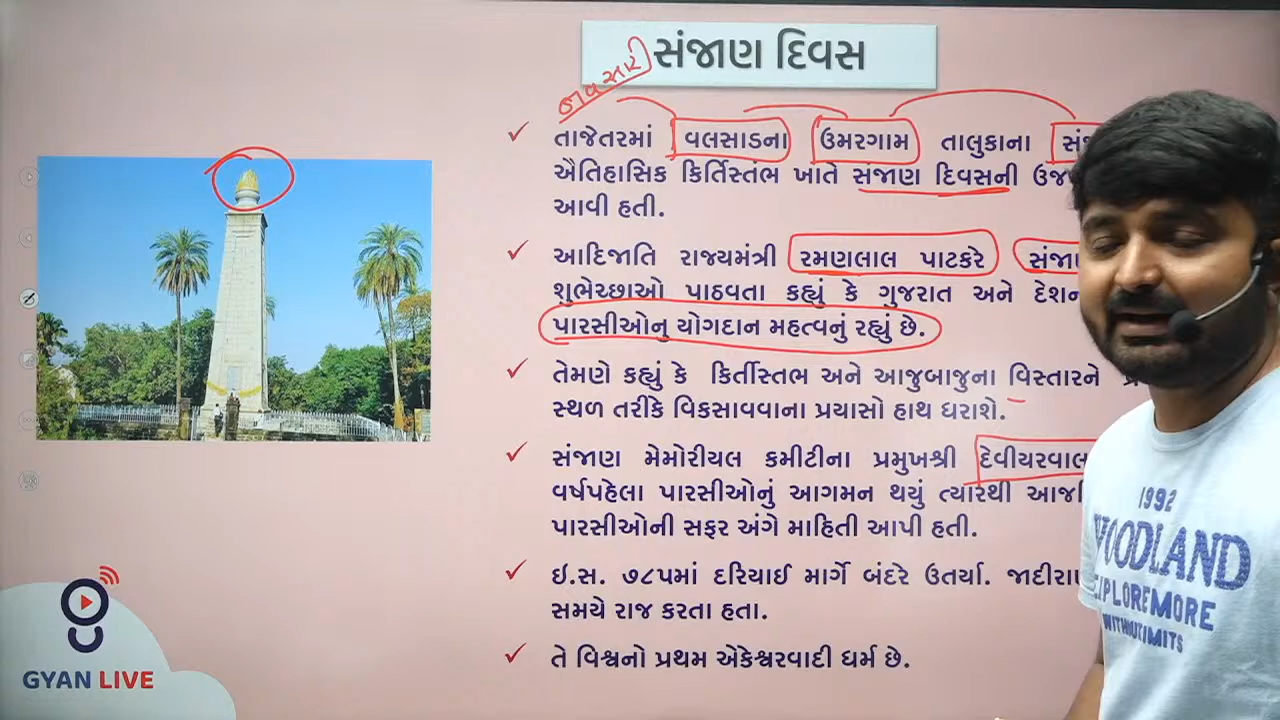 સંજાણ દિવસ
નવસારી
તાજેતરમાં વલસાડના ઉમરગામ તાલુકાના
ઐતિહાસિક કિર્તિસ્તંભ ખાતે સંજાણ દિવસની
આવી હતી.
આદિજાતિ રાજ્યમંત્રી રમણલાલ પાટકરે
શુભેચ્છાઓ પાઠવતા કહ્યું કે ગુજરાત અને
પારસીઓનુ યોગદાન મહત્વનું રહ્યું છે.
તેમણે કહ્યું કે કિર્તીસ્તભ અને આજુબાજુના વિસ્તારને
સ્થળ તરીકે વિકસાવવાના પ્રયાસો હાથ ધરાશે.
સંજાણ મેમોરીયલ કમીટીના પ્રમુખશ્રી
વર્ષપહેલા પારસીઓનું આગમન થયું ત્યારથી
પારસીઓની સફર અંગે માહિતી આપી હતી.
ઇ.સ. ૭૮૫માં દરિયાઈ માર્ગે બંદરે ઉતર્યા.
સમયે રાજ કરતા હતા.
તે વિશ્વનો પ્રથમ એકેશ્વરવાદી ધર્મ છે.
GYAN LIVE
1992
WOODLAND
EXPLOREMORE